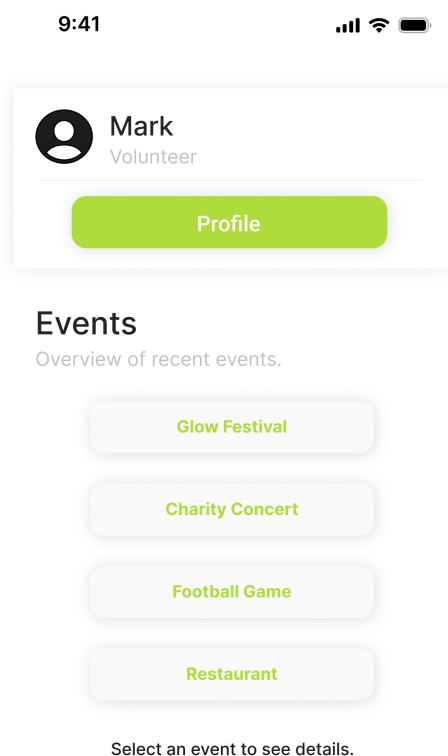 9:41
Mark
Volunteer
Profile
Events
Overview of recent events.
Glow Festival
Charity Concert
Football Game
Restaurant
Select an event to see details.